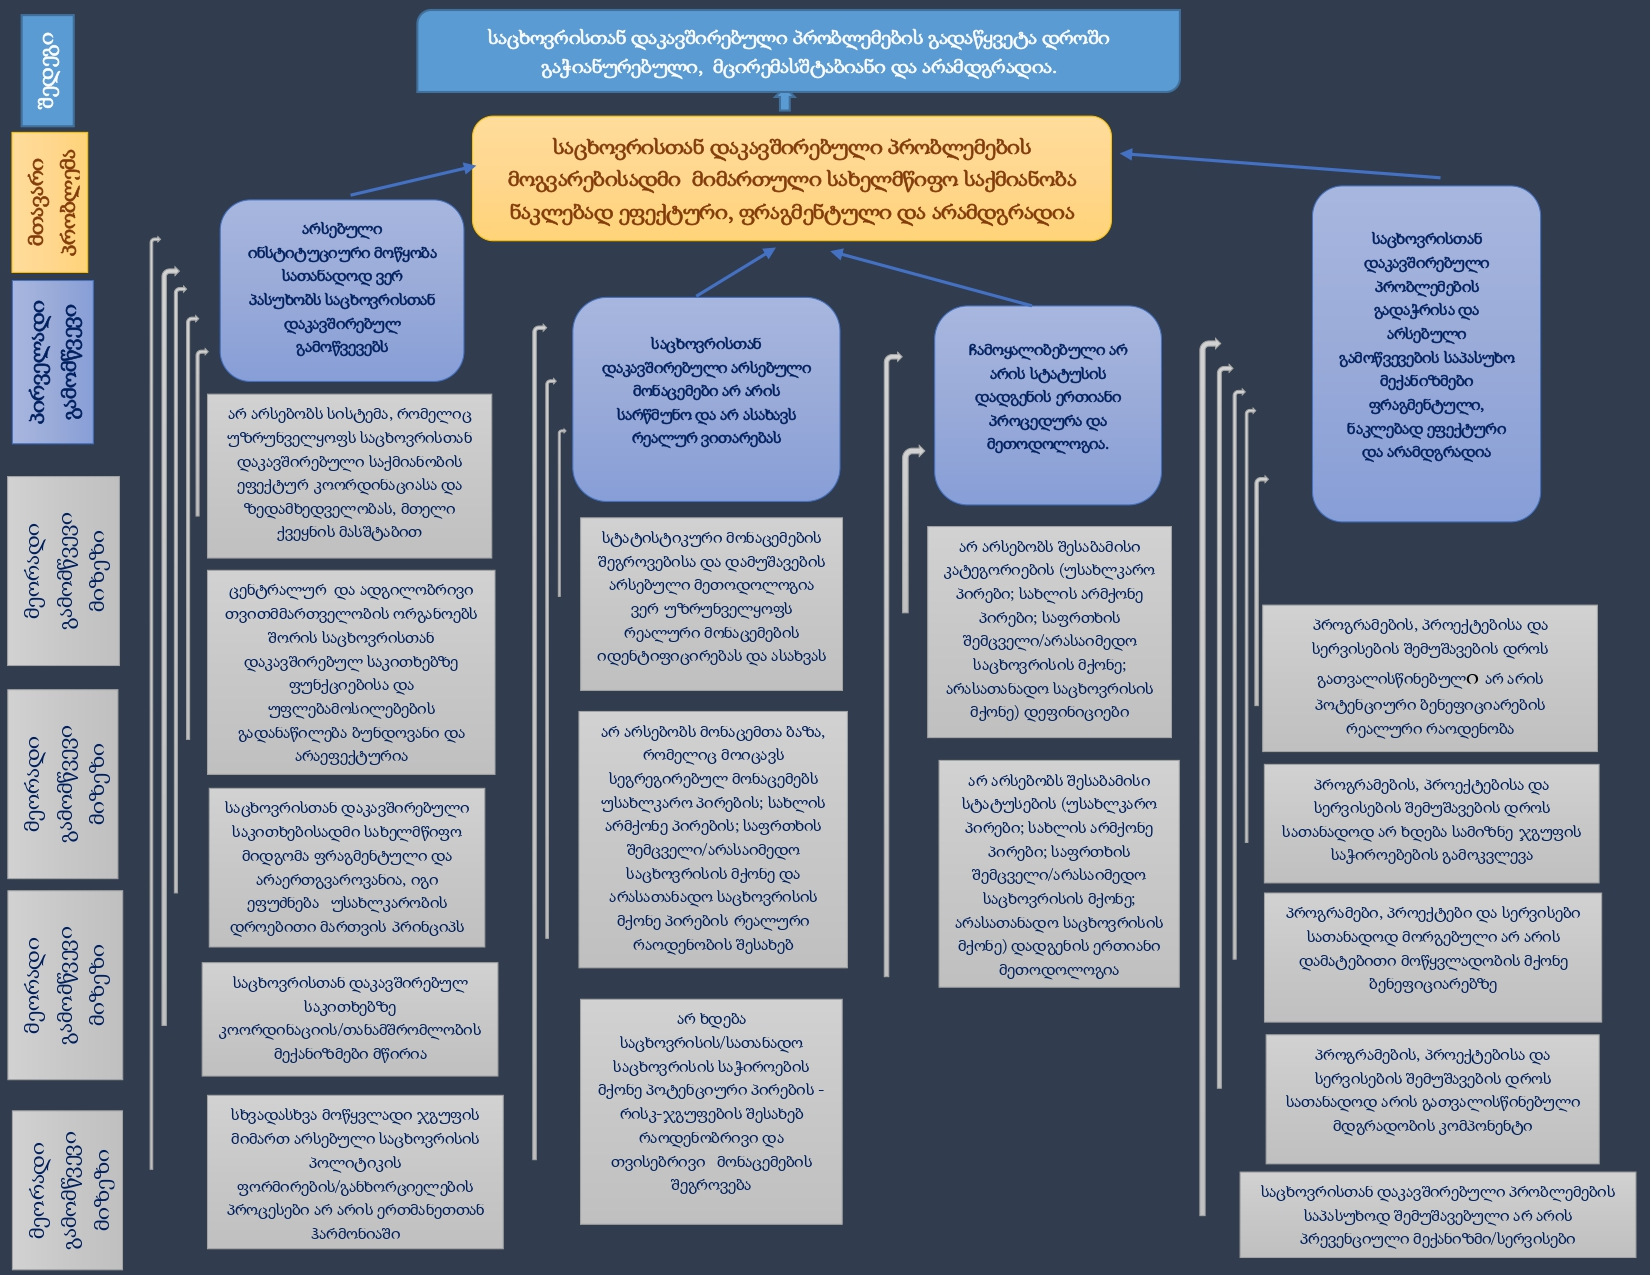 შედეგი
საცხოვრისთან დაკავშირებული პრობლემების გადაწყვეტა დროში
გაჭიანურებული, მცირემასშტაბიანი და არამდგრადია.
მთავარი
პრობლემა
საცხოვრისთან დაკავშირებული პრობლემების
მოგვარებისადმი მიმართული სახელმწიფო საქმიანობა
ნაკლებად ეფექტური, ფრაგმენტული და არამდგრადია
პირველადი
გამომწვევი
არსებული
ინსტიტუციური მოწყობა
სათანადოდ ვერ
პასუხობს საცხოვრისთან
დაკავშირებულ
გამოწვევებს
საცხოვრისთან
დაკავშირებული არსებული
მონაცემები არ არის
სარწმუნო და არ ასახავს
რეალურ ვითარებას
ჩამოყალიბებული არ
არის სტატუსის
დადგენის ერთიანი
პროცედურა და
მეთოდოლოგია.
საცხოვრისთან
დაკავშირებული
პრობლემების
გადაჭრისა და
არსებული
გამოწვევების საპასუხო
მექანიზმები
ფრაგმენტული,
ნაკლებად ეფექტური
და არამდგრადია
მეორადი
გამომწვევი
მიზეზი
მეორადი
გამომწვევი
მიზეზი
მეორადი
გამომწვევი
მიზეზი
მეორადი
გამომწვევი
მიზეზი
არ არსებობს სისტემა, რომელიც
უზრუნველყოფს საცხოვრისთან
დაკავშირებული საქმიანობის
ეფექტურ კოორდინაციასა და
ზედამხედველობას, მთელი
ქვეყნის მასშტაბით
ცენტრალურ და ადგილობრივი
თვითმმართველობის ორგანოებს
შორის საცხოვრისთან
დაკავშირებულ საკითხებზე
ფუნქციებისა და
უფლებამოსილებების
გადანაწილება ბუნდოვანი და
არაეფექტურია
საცხოვრისთან დაკავშირებული
საკითხებისადმი სახელმწიფო
მიდგომა ფრაგმენტული და
არაერთგვაროვანია, იგი
ეფუძნება უსახლკარობის
დროებითი მართვის პრინციპს
საცხოვრისთან დაკავშირებულ
საკითხებზე
კოორდინაციის/თანამშრომლობის
მექანიზმები მწირია
სხვადასხვა მოწყვლადი ჯგუფის
მიმართ არსებული საცხოვრისის
პოლიტიკის
ფორმირების/განხორციელების
პროცესები არ არის ერთმანეთთან
ჰარმონიაში
სტატისტიკური მონაცემების
შეგროვებისა და დამუშავების
არსებული მეთოდოლოგია
ვერ უზრუნველყოფს
რეალური მონაცემების
იდენტიფიცირებას და ასახვას
არ არსებობს მონაცემთა ბაზა,
რომელიც მოიცავს
სეგრეგირებულ მონაცემებს
უსახლკარო პირების; სახლის
არმქონე პირების; საფრთხის
შემცველი/არასაიმედო
საცხოვრისის მქონე და
არასათანადო საცხოვრისის
მქონე პირების რეალური
რაოდენობის შესახებ
არ ხდება
საცხოვრისის/სათანადო
საცხოვრისის საჭიროების
მქონე პოტენციური პირების -
რისკ-ჯგუფების შესახებ
რაოდენობრივი და
თვისებრივი მონაცემების
შეგროვება
არ არსებობს შესაბამისი
კატეგორიების (უსახლკარო
პირები; სახლის არმქონე
პირები; საფრთხის
შემცველი/არასაიმედო
საცხოვრისის მქონე;
არასათანადო საცხოვრისის
მქონე) დეფინიციები
არ არსებობს შესაბამისი
სტატუსების (უსახლკარო
პირები; სახლის არმქონე
პირები; საფრთხის
შემცველი/არასაიმედო
საცხოვრისის მქონე;
არასათანადო საცხოვრისის
მქონე) დადგენის ერთიანი
მეთოდოლოგია
პროგრამების, პროექტებისა და
სერვისების შემუშავების დროს
გათვალისწინებულო არ არის
პოტენციური ბენეფიციარების
რეალური რაოდენობა
პროგრამების, პროექტებისა და
სერვისების შემუშავების დროს
სათანადოდ არ ხდება სამიზნე ჯგუფის
საჭიროებების გამოკვლევა
პროგრამები, პროექტები და სერვისები
სათანადოდ მორგებული არ არის
დამატებითი მოწყვლადობის მქონე
ბენეფიციარებზე
პროგრამების, პროექტებისა და
სერვისების შემუშავების დროს
სათანადოდ არის გათვალისწინებული
მდგრადობის კომპონენტი
საცხოვრისთან დაკავშირებული პრობლემების
საპასუხოდ შემუშავებული არ არის
პრევენციული მექანიზმი/სერვისები